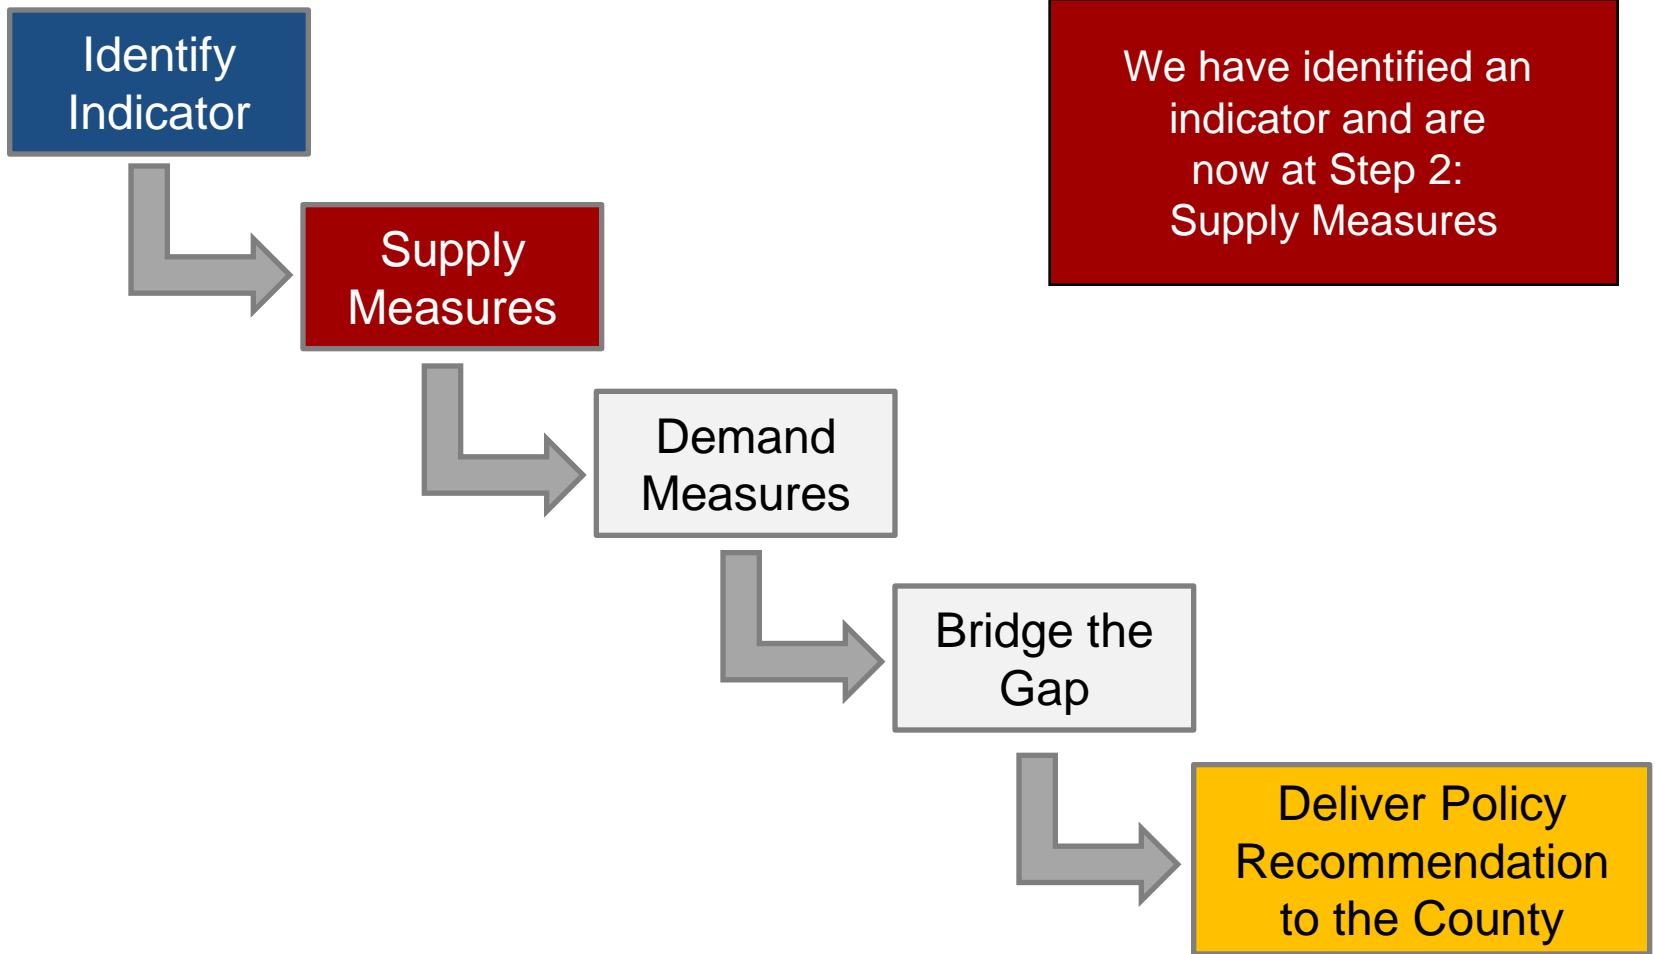 Identify
Indicator
We have identified an
indicator and are
now at Step 2:
Supply Measures
Supply
Measures
Demand
Measures
Bridge the
Gap
Deliver Policy
Recommendation
to the County